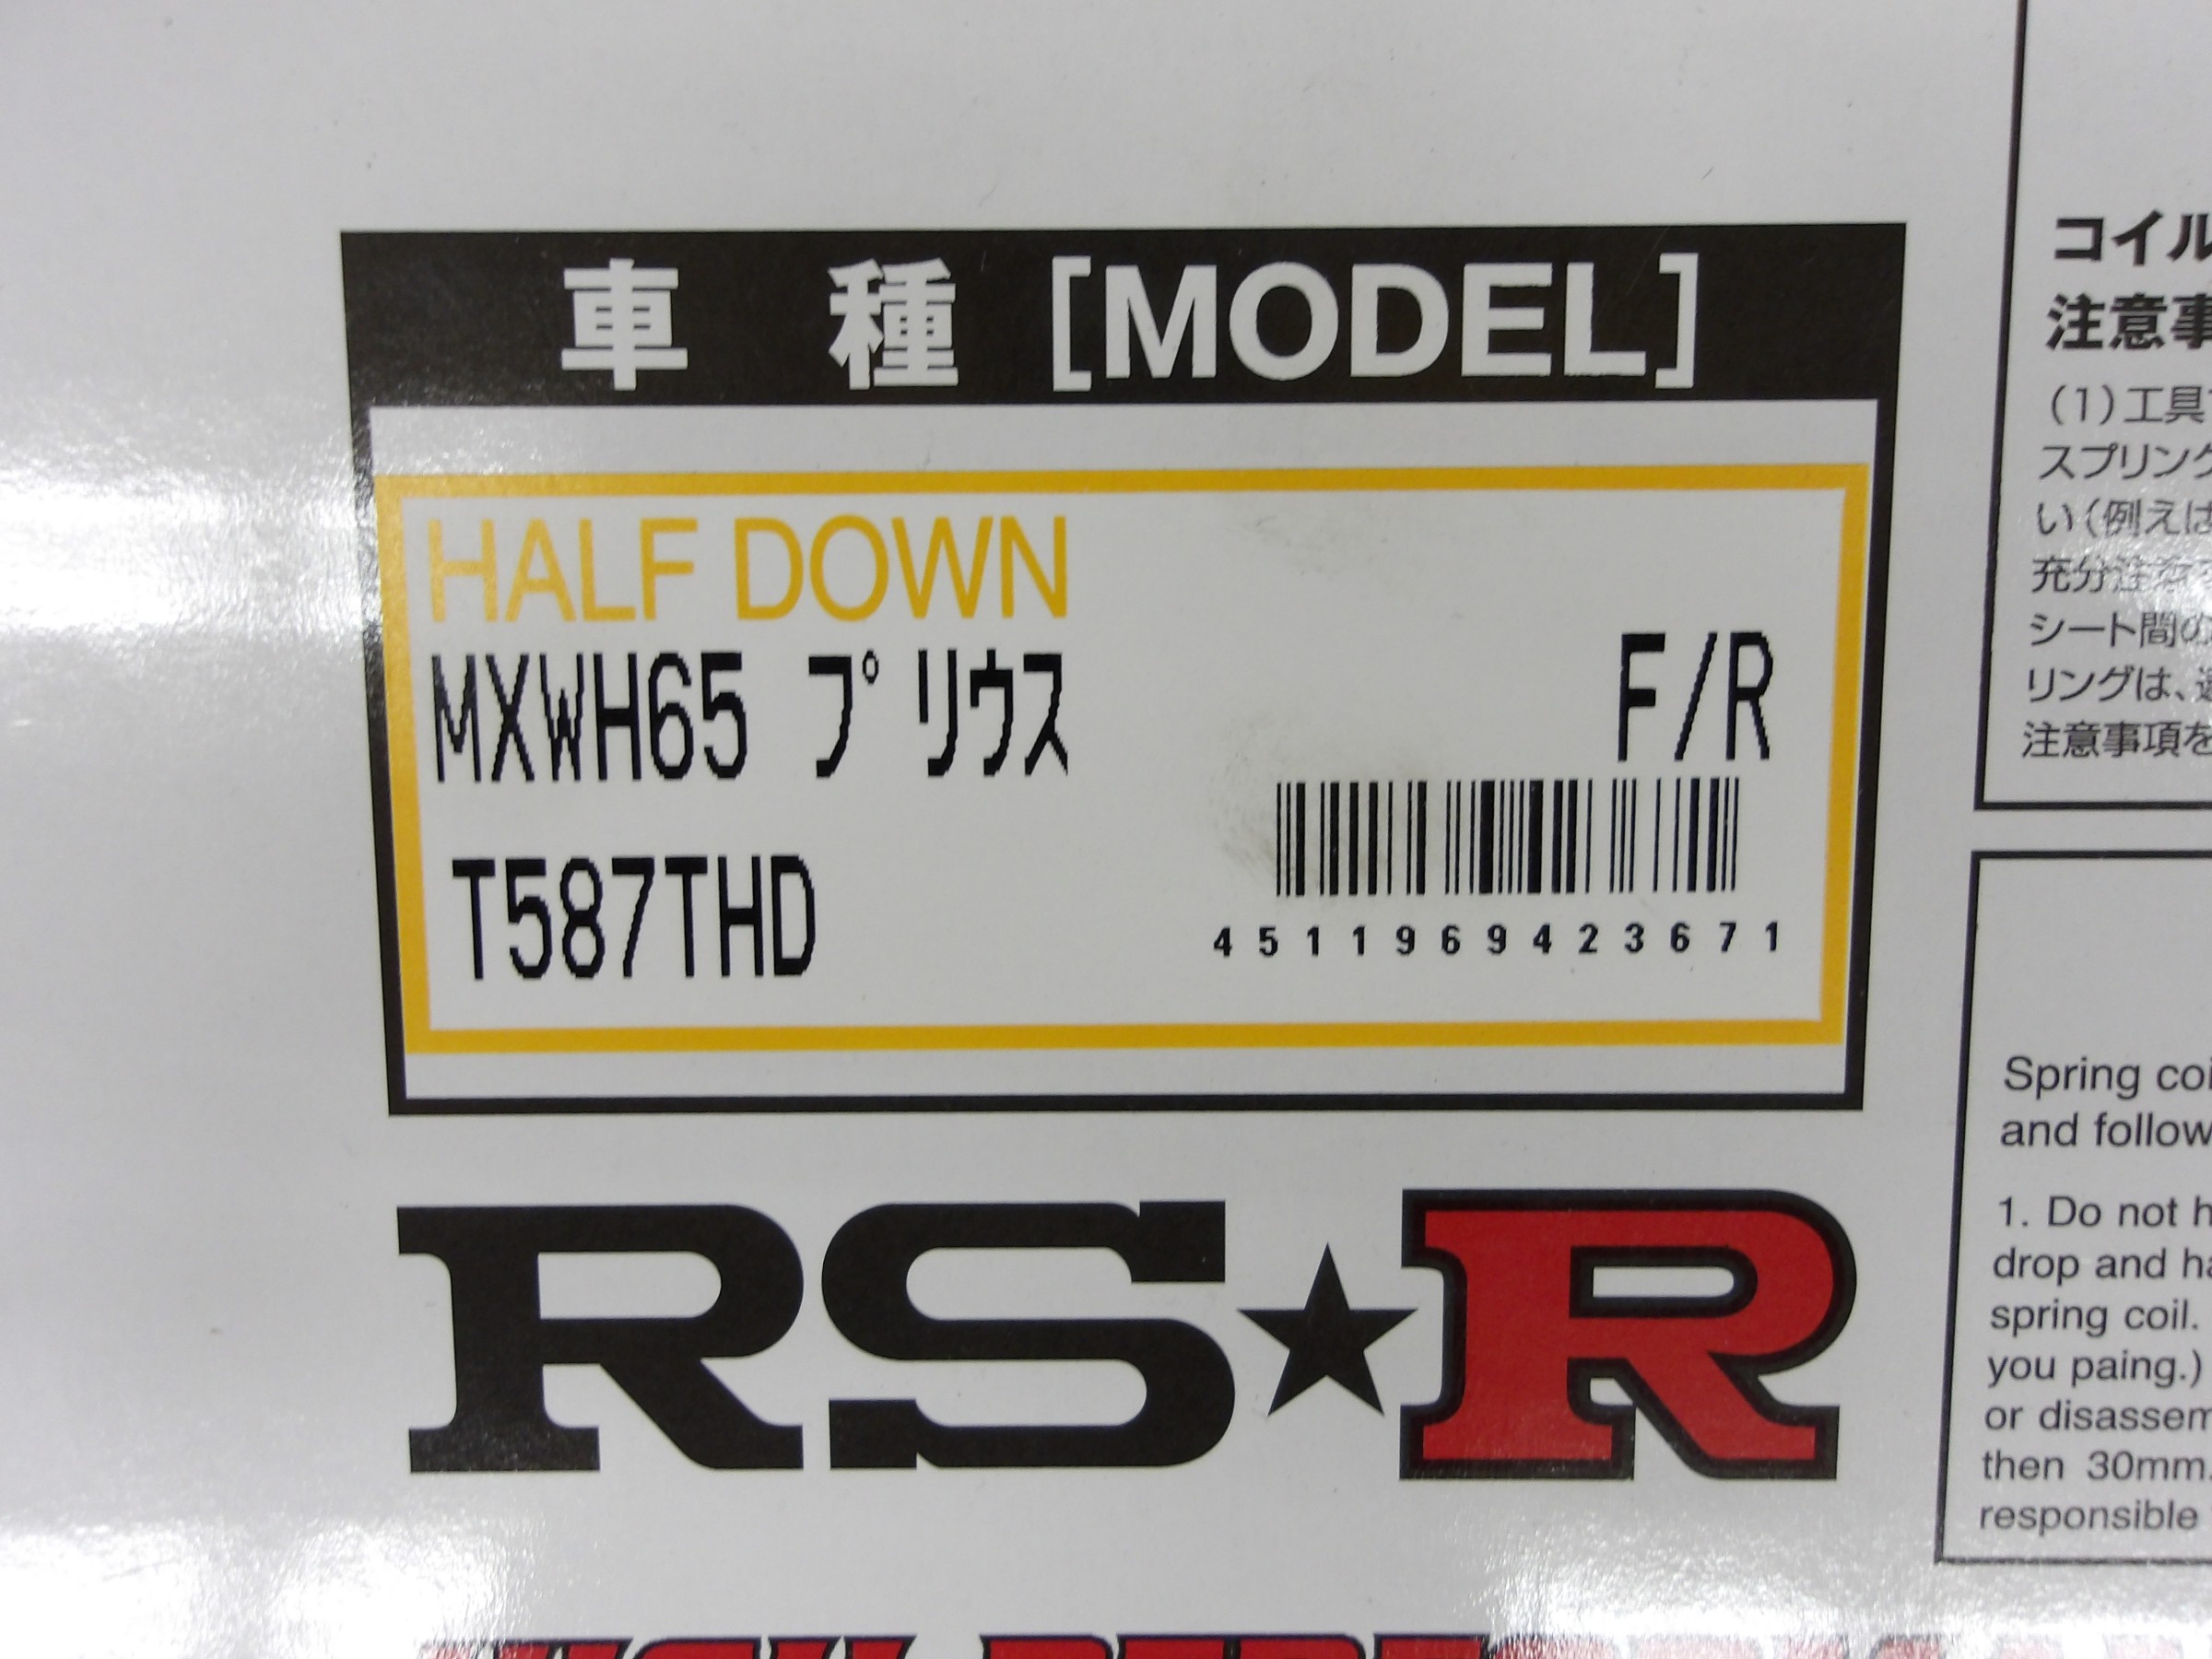 車 種 [MODEL]
HALF DOWN
MXWH65 プリウス F/R
T587THD
4511969423671
RS★R
コイル
注意事
(1)工具
スプリング
い(例えば
充分注意
シート間の
リングは、
注意事項を
Spring coi
and follow
1. Do not h
drop and ha
spring coil.
you paing.)
or disassem
then 30mm.
responsible